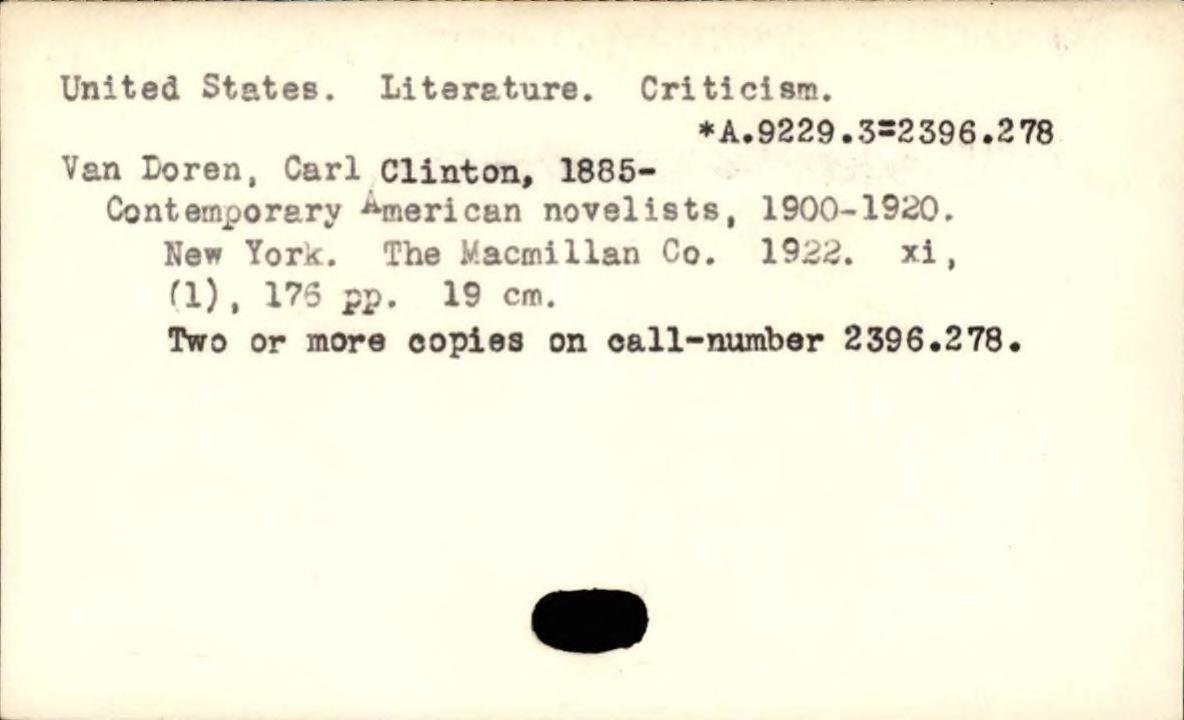 United States. Literature. Criticism.
*A.9229.3=2396.278
Van Doren, Carl Clinton, 1885-
Contemporary American novelists, 1900-1920.
New York. The Macmillan Co. 1922. xi,
(1), 176 pp. 19 cm.
Two or more copies on call-number 2396.278.